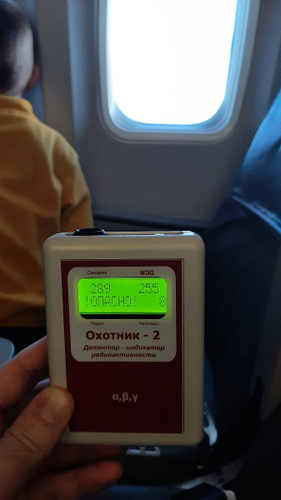 Среднее МЭД
289 255
!ОПАСНО! 8
Охотник - 2
Детектор - индикатор
радиоактивности
α,β,γ